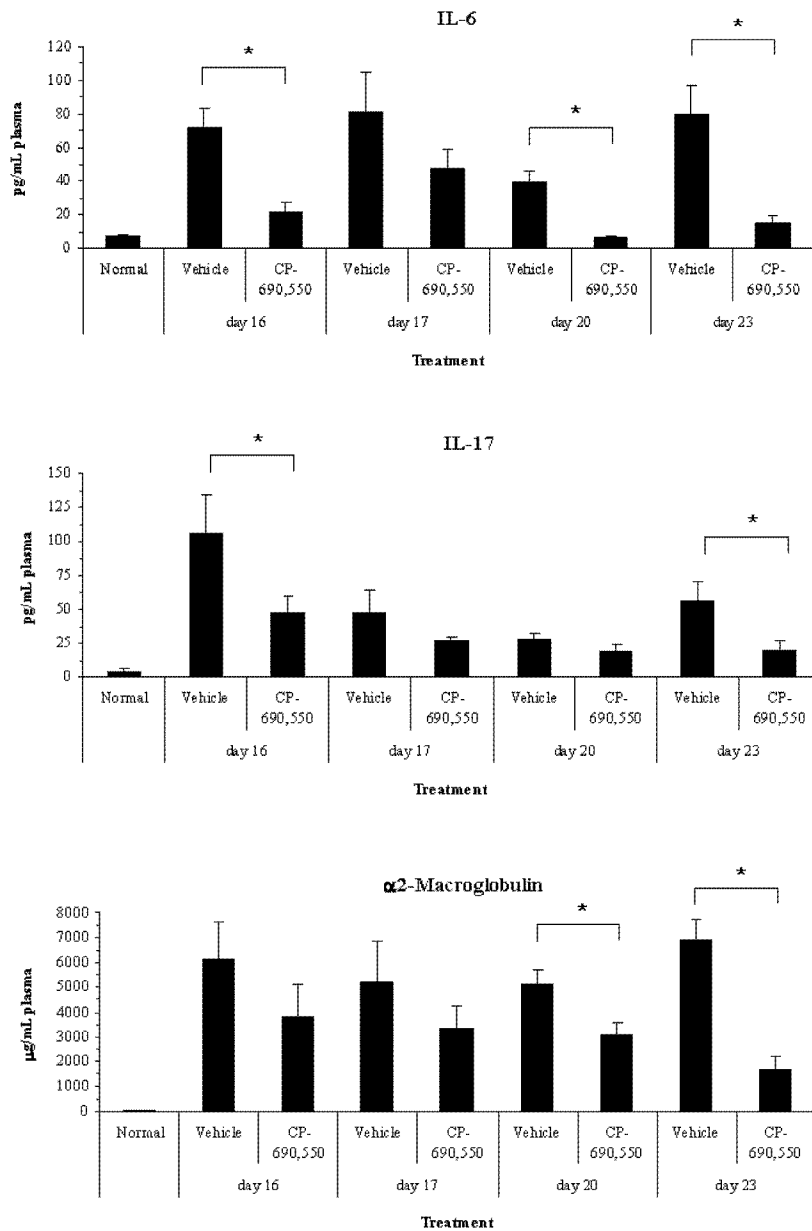 IL-6
*
*
*
120
100
80
60
40
20
0
pg/mL plasma
Normal Vehicle CP-690,550 Vehicle CP-690,550 Vehicle CP-690,550 Vehicle CP-690,550
day 16 day 17 day 20 day 23
Treatment
IL-17
*
*
150
125
100
75
50
25
0
pg/mL plasma
Normal Vehicle CP-690,550 Vehicle CP-690,550 Vehicle CP-690,550 Vehicle CP-690,550
day 16 day 17 day 20 day 23
Treatment
α2-Macroglobulin
*
*
8000
7000
6000
5000
4000
3000
2000
1000
0
µg/mL plasma
Normal Vehicle CP-690,550 Vehicle CP-690,550 Vehicle CP-690,550 Vehicle CP-690,550
day 16 day 17 day 20 day 23
Treatment